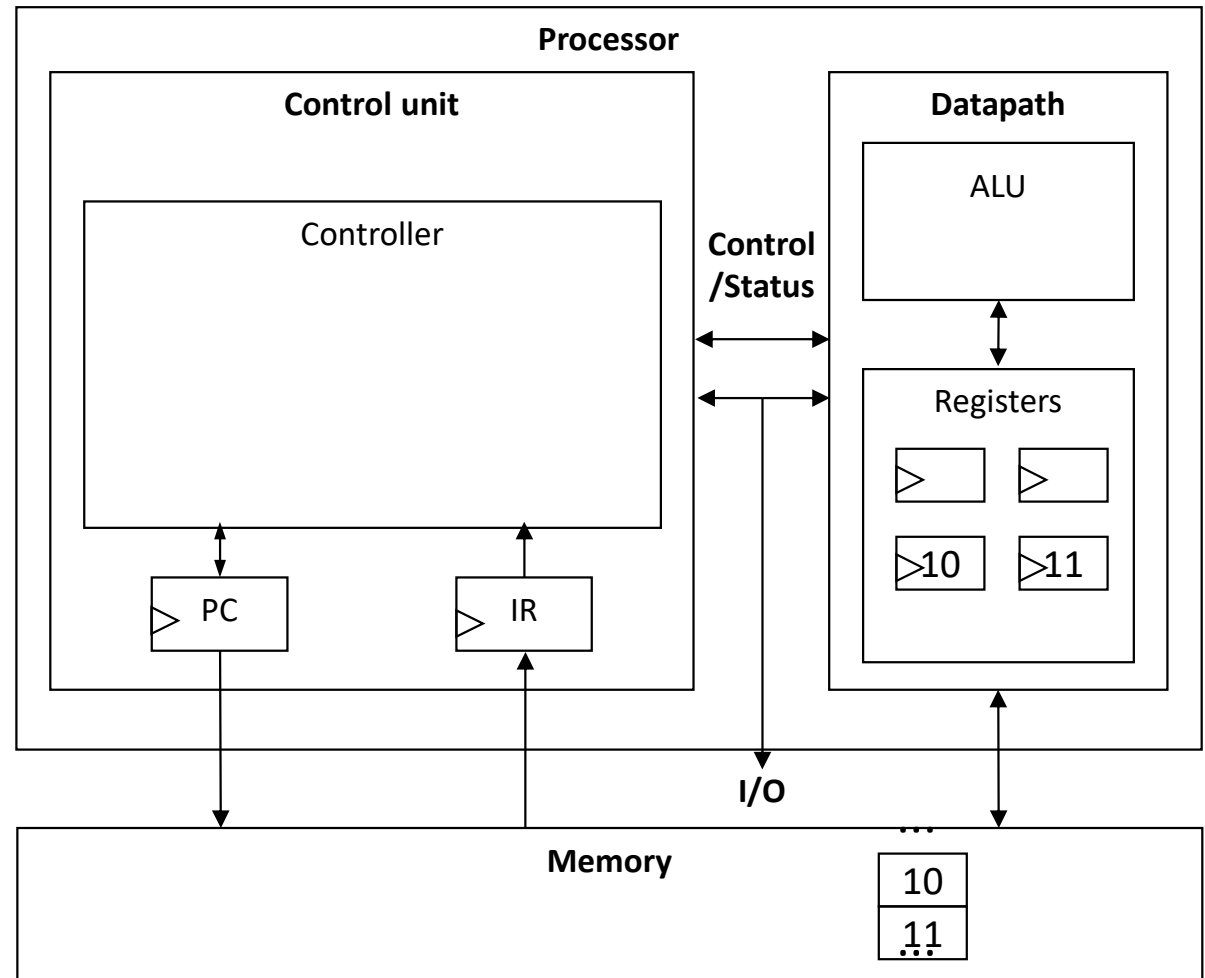 Processor
Control unit
Controller
PC
IR
Control
/Status
I/O
Datapath
ALU
Registers
10
11
...
Memory
10
11
...